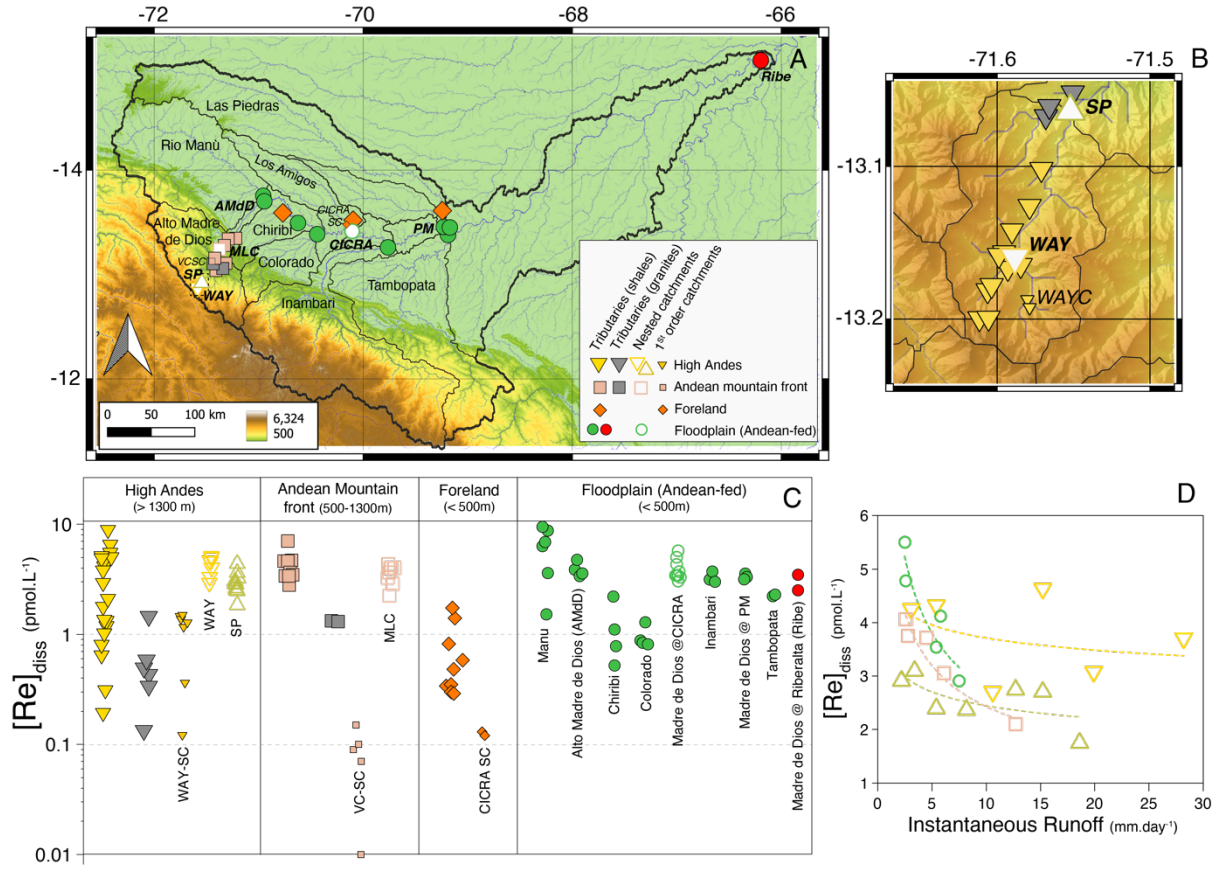 -72
-70
-68
-66
A
Ribe
Las Piedras
Rio Manù
Los Amigos
-14
AMdD
CICRA
SC
Chiribi
CICRA
PM
Alto Madre
de Dios
MLC
VCSC
Colorado
SP
Tambopata
WAY
Inambari
-12
0 50 100 km
6,324
500
Tributaries (shales)
Tributaries (granites)
Nested catchments
1st order catchments
High Andes
Andean mountain front
Foreland
Floodplain (Andean-fed)
-71.6
-71.5
B
SP
-13.1
WAY
WAYC
-13.2
High Andes
(> 1300 m)
Andean Mountain
front (500-1300m)
Foreland
(< 500m)
Floodplain (Andean-fed)
(< 500m)
C
10
1
0.1
0.01
[Re]diss (pmol.L-1)
WAY-SC
WAY
SP
VC-SC
MLC
CICRA SC
Manu
Alto Madre de Dios (AMdD)
Chiribi
Colorado
Madre de Dios @CICRA
Inambari
Madre de Dios @ PM
Tambopata
Madre de Dios @ Riberalta (Ribe)
D
6
5
4
3
2
1
[Re]diss (pmol.L-1)
0 5 10 15 20 25 30
Instantaneous Runoff (mm.day-1)